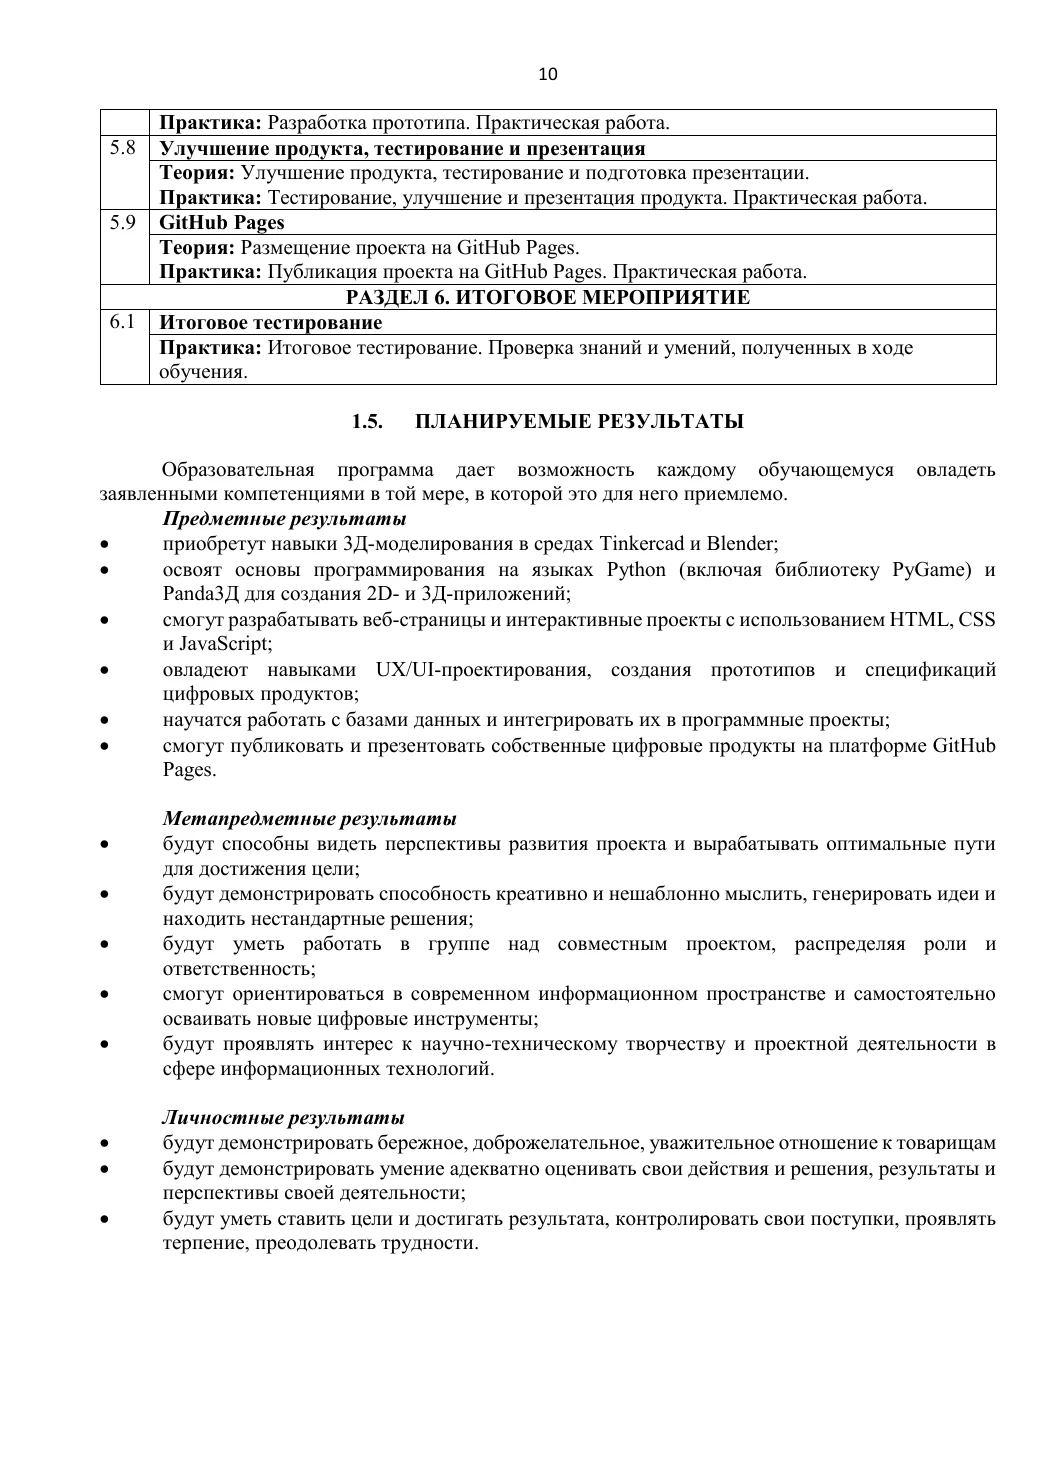 10
Практика: Разработка прототипа. Практическая работа.
5.8 Улучшение продукта, тестирование и презентация
Теория: Улучшение продукта, тестирование и подготовка презентации.
Практика: Тестирование, улучшение и презентация продукта. Практическая работа.
5.9 GitHub Pages
Теория: Размещение проекта на GitHub Pages.
Практика: Публикация проекта на GitHub Pages. Практическая работа.
РАЗДЕЛ 6. ИТОГОВОЕ МЕРОПРИЯТИЕ
6.1 Итоговое тестирование
Практика: Итоговое тестирование. Проверка знаний и умений, полученных в ходе
обучения.
1.5. ПЛАНИРУЕМЫЕ РЕЗУЛЬТАТЫ
Образовательная программа дает возможность каждому обучающемуся овладеть
заявленными компетенциями в той мере, в которой это для него приемлемо.
Предметные результаты
• приобретут навыки 3Д-моделирования в средах Tinkercad и Blender;
• освоят основы программирования на языках Python (включая библиотеку PyGame) и
Panda3Д для создания 2D- и 3Д-приложений;
• смогут разрабатывать веб-страницы и интерактивные проекты с использованием HTML, CSS
и JavaScript;
• овладеют навыками UX/UI-проектирования, создания прототипов и спецификаций
цифровых продуктов;
• научатся работать с базами данных и интегрировать их в программные проекты;
• смогут публиковать и презентовать собственные цифровые продукты на платформе GitHub
Pages.
Метапредметные результаты
• будут способны видеть перспективы развития проекта и вырабатывать оптимальные пути
для достижения цели;
• будут демонстрировать способность креативно и нешаблонно мыслить, генерировать идеи и
находить нестандартные решения;
• будут уметь работать в группе над совместным проектом, распределяя роли и
ответственность;
• смогут ориентироваться в современном информационном пространстве и самостоятельно
осваивать новые цифровые инструменты;
• будут проявлять интерес к научно-техническому творчеству и проектной деятельности в
сфере информационных технологий.
Личностные результаты
• будут демонстрировать бережное, доброжелательное, уважительное отношение к товарищам
• будут демонстрировать умение адекватно оценивать свои действия и решения, результаты и
перспективы своей деятельности;
• будут уметь ставить цели и достигать результата, контролировать свои поступки, проявлять
терпение, преодолевать трудности.